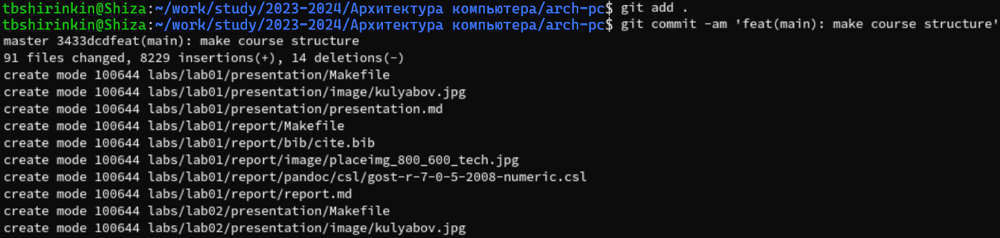 tbshirinkin@Shiza:~/work/study/2023-2024/Архитектура компьютера/arch-pc$ git add .
tbshirinkin@Shiza:~/work/study/2023-2024/Архитектура компьютера/arch-pc$ git commit -am 'feat(main): make course structure'
master 3433dcdfeat(main): make course structure
91 files changed, 8229 insertions(+), 14 deletions(-)
create mode 100644 labs/lab01/presentation/Makefile
create mode 100644 labs/lab01/presentation/image/kulyabov.jpg
create mode 100644 labs/lab01/presentation/presentation.md
create mode 100644 labs/lab01/report/Makefile
create mode 100644 labs/lab01/report/bib/cite.bib
create mode 100644 labs/lab01/report/image/placeimg_800_600_tech.jpg
create mode 100644 labs/lab01/report/pandoc/csl/gost-r-7-0-5-2008-numeric.csl
create mode 100644 labs/lab01/report/report.md
create mode 100644 labs/lab02/presentation/Makefile
create mode 100644 labs/lab02/presentation/image/kulyabov.jpg